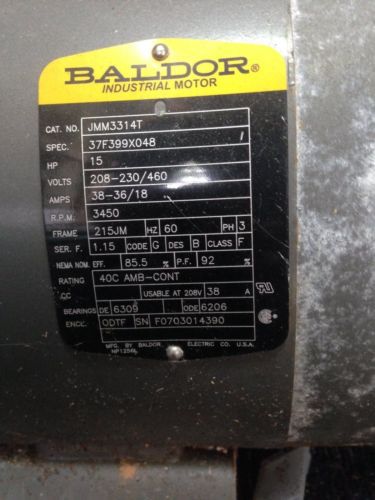 BALDOR®
INDUSTRIAL MOTOR
CAT. NO. JMM3314T
SPEC. 37F399X048
HP 15
VOLTS 208-230/460
AMPS 38-36/18
R.P.M. 3450
FRAME 215JM HZ 60 PH 3
SER. F. 1.15 CODE G DES B CLASS F
NEMA NOM. EFF. 85.5 % P.F. 92 %
RATING 40C AMB-CONT
CC USABLE AT 208V 38 A
BEARINGS DE 6309 ODE 6206
ENCL. ODTF SN F0703014390
MFG. BY BALDOR ELECTRIC CO. U.S.A.
NP1256L